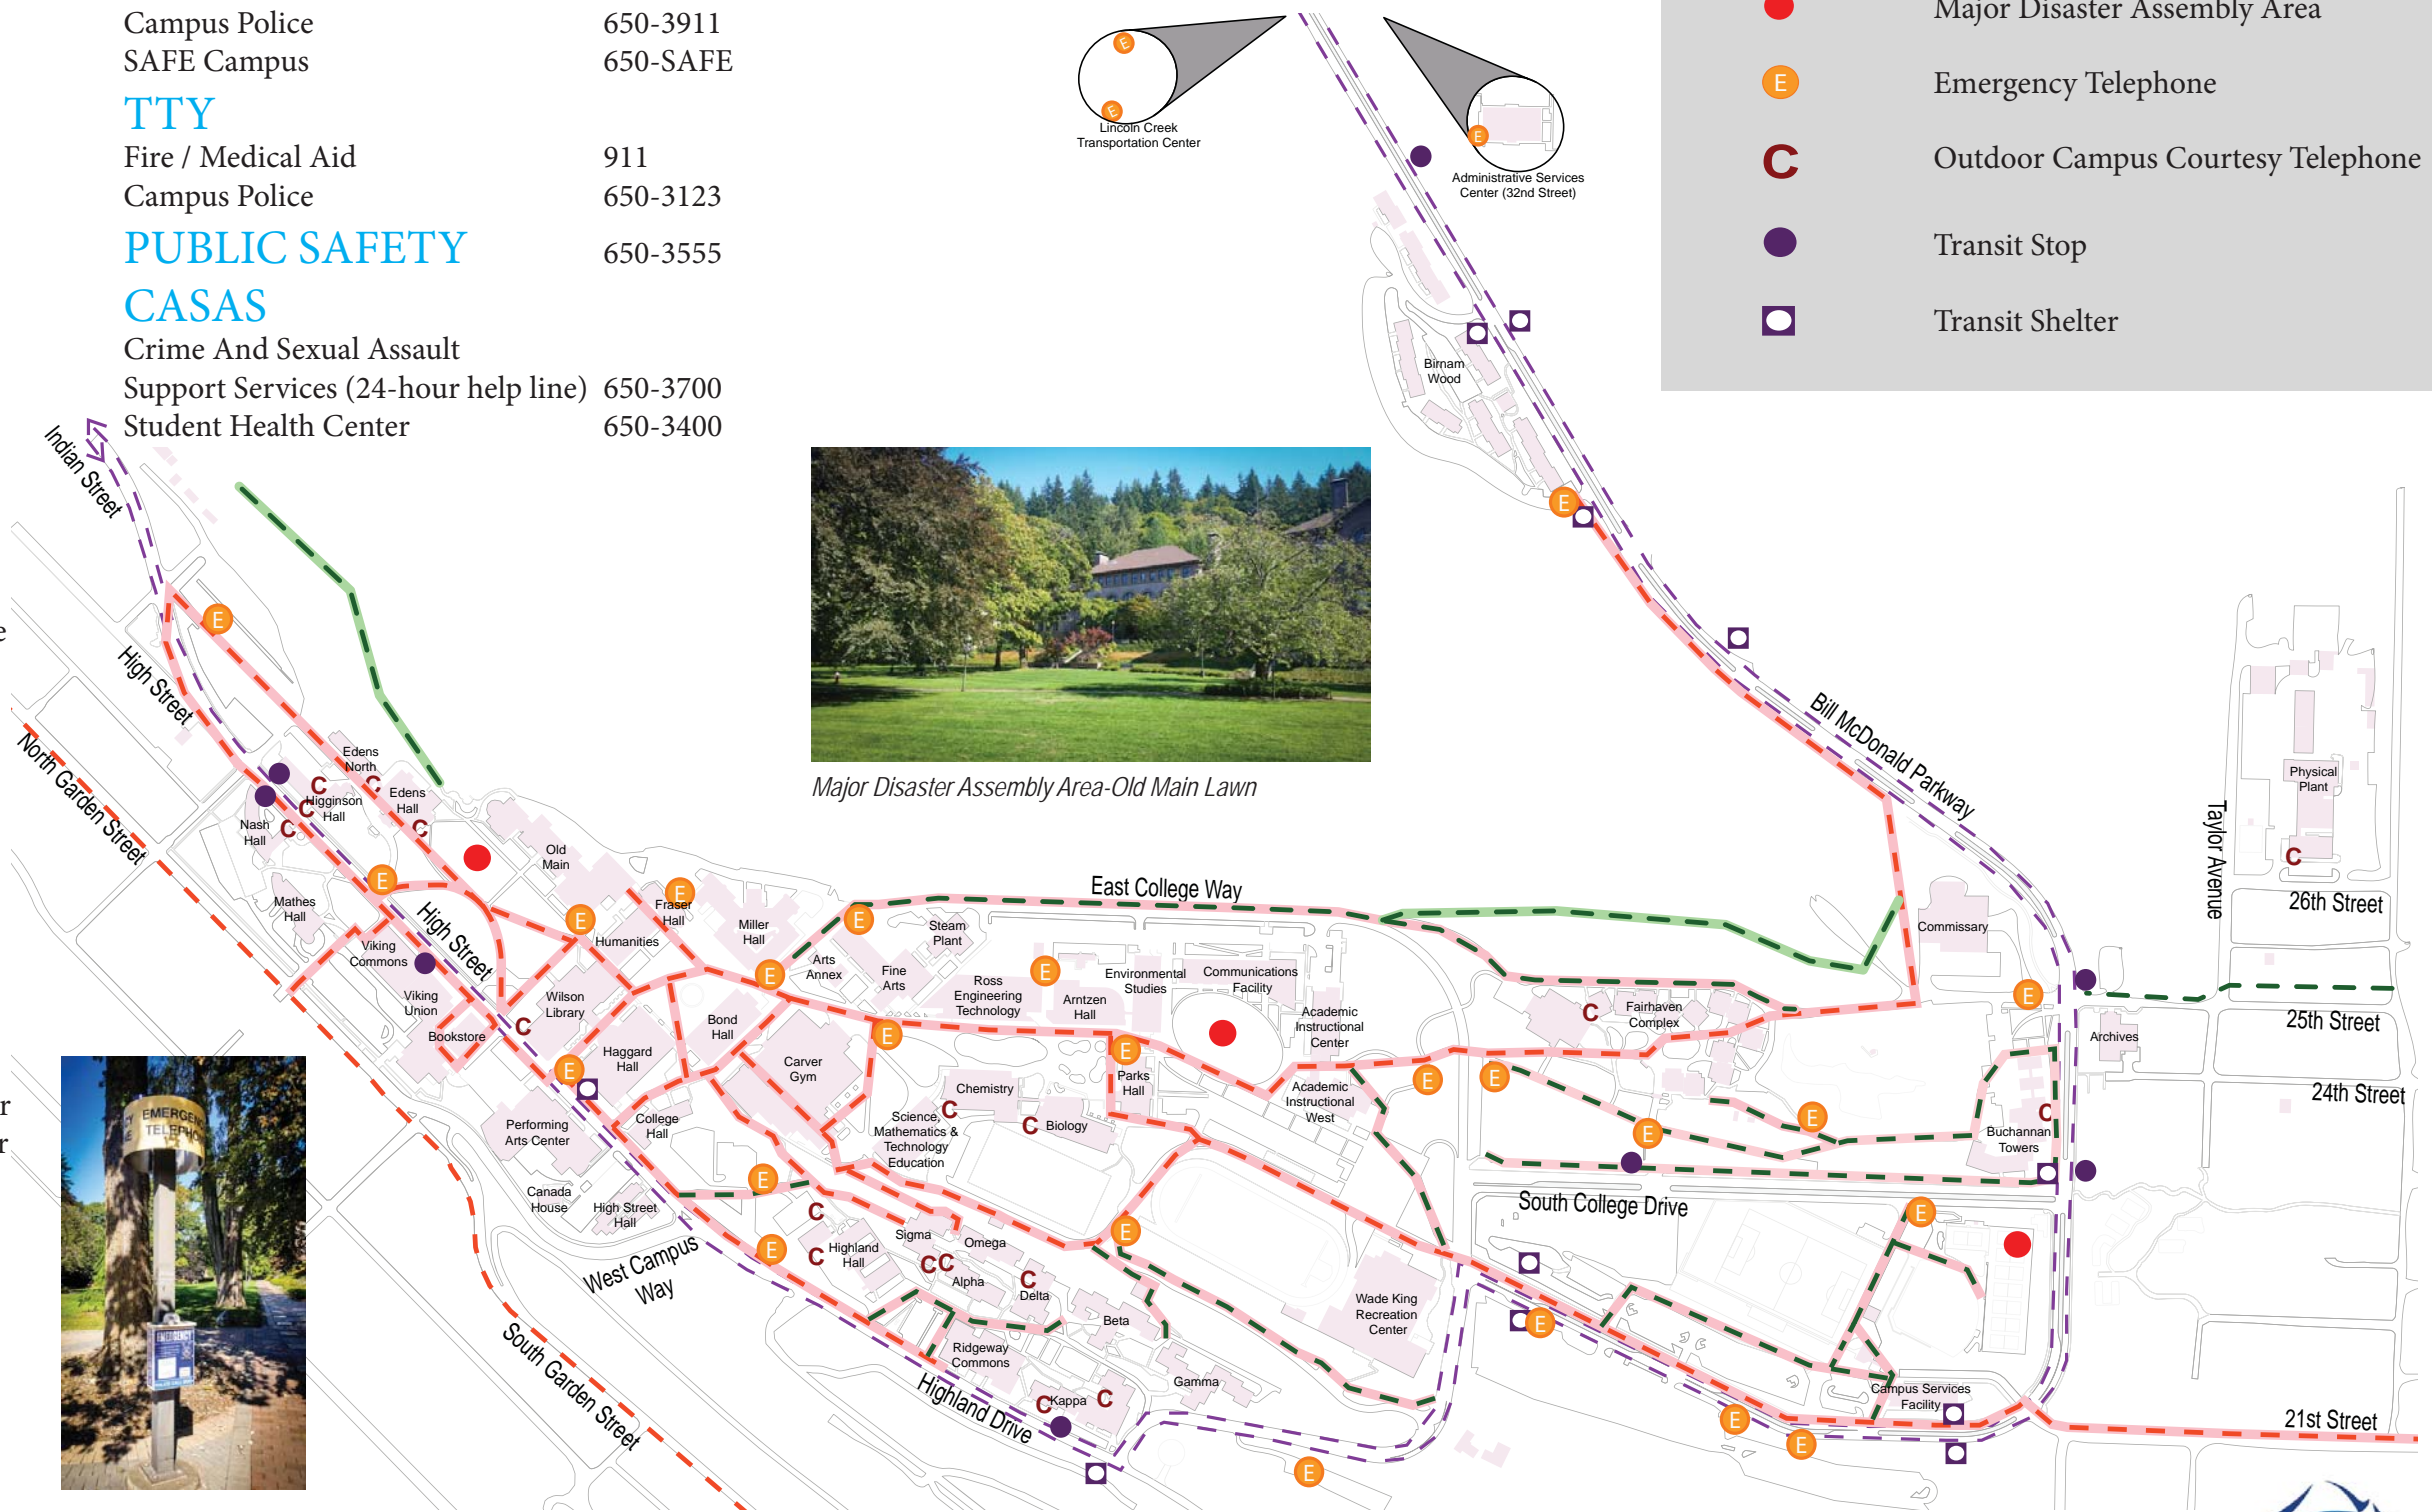 Campus Police 650-3911
SAFE Campus 650-SAFE
TTY
Fire / Medical Aid 911
Campus Police 650-3123
PUBLIC SAFETY 650-3555
CASAS
Crime And Sexual Assault
Support Services (24-hour help line) 650-3700
Student Health Center 650-3400
Major Disaster Assembly Area
E Emergency Telephone
C Outdoor Campus Courtesy Telephone
Transit Stop
Transit Shelter
E
E
Lincoln Creek
Transportation Center
E
Administrative Services
Center (32nd Street)
Birnam
Wood
E
Indian Street
E
High Street
North Garden Street
Major Disaster Assembly Area-Old Main Lawn
Bill McDonald Parkway
Taylor Avenue
Physical
Plant
C
26th Street
25th Street
24th Street
21st Street
Edens
North
C
C
Higginson
Hall
C
Edens
Hall
C
Nash
Hall
C
E
Old
Main
Mathes
Hall
High Street
Viking
Commons
Viking
Union
Bookstore
E
Humanities
E
Fraser
Hall
Miller
Hall
E
Wilson
Library
C
Haggard
Hall
E
Bond
Hall
Carver
Gym
E
Arts
Annex
Fine
Arts
Steam
Plant
E
East College Way
Ross
Engineering
Technology
E
Arntzen
Hall
Environmental
Studies
Communications
Facility
Academic
Instructional
Center
Academic
Instructional
West
E
Parks
Hall
Chemistry
C
Biology
C
Science,
Mathematics &
Technology
Education
College
Hall
Performing
Arts Center
Canada
House
High Street
Hall
E
E
West Campus
Way
South Garden Street
C
C
Highland
Hall
Sigma
Omega
C
C
Alpha
C
Delta
Beta
Ridgeway
Commons
C
Kappa
C
Gamma
Highland Drive
E
E
Wade King
Recreation
Center
E
E
C
Fairhaven
Complex
Commissary
E
Archives
E
E
C
Buchannan
Towers
South College Drive
E
E
E
E
Campus Services
Facility
EMERGENCY
TELEPHO
EMERGENCY
e
r
r